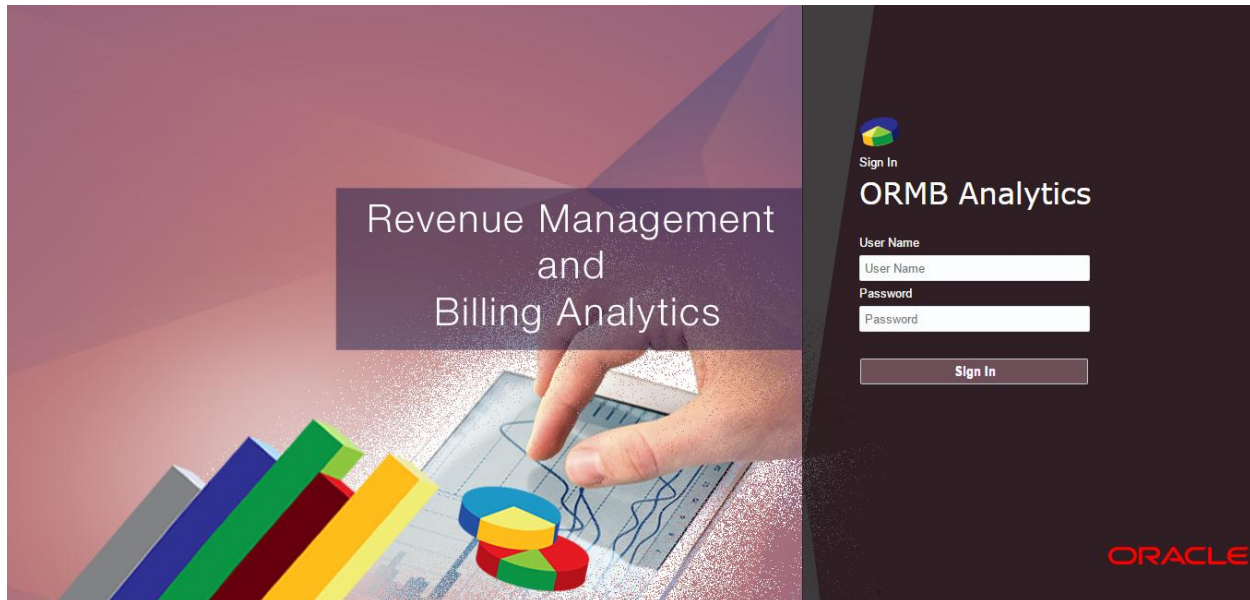 Revenue Management
and
Billing Analytics
Sign In
ORMB Analytics
User Name
User Name
Password
Password
Sign In
ORACLE